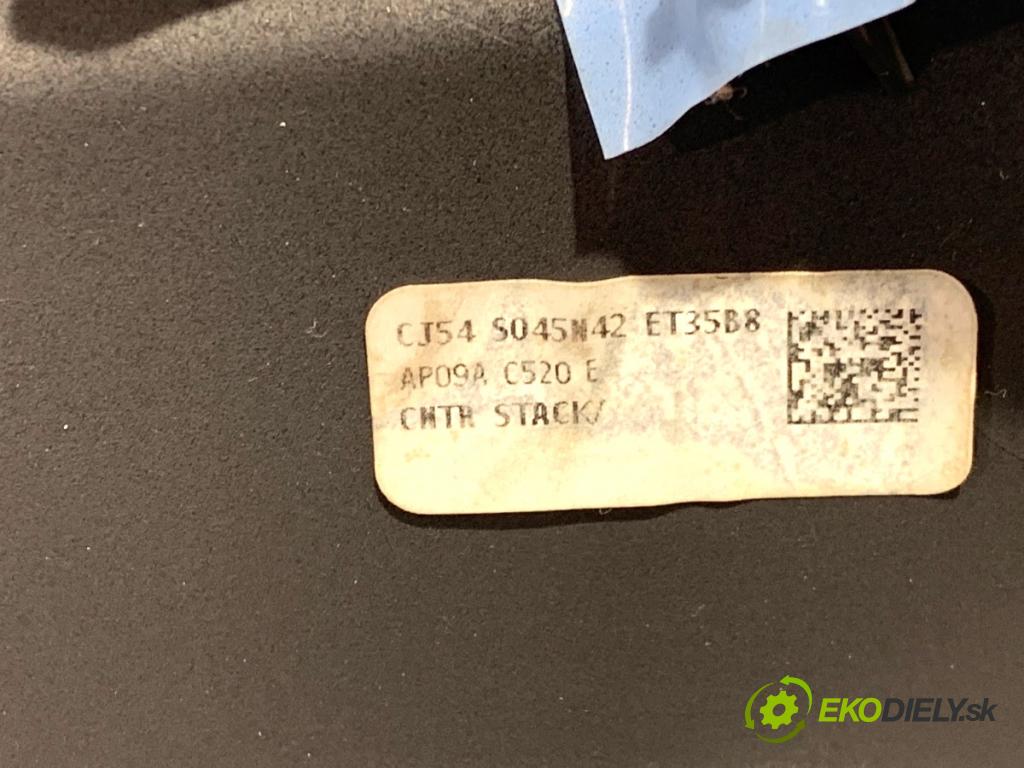 CJ54 S045N42 ET35B8
AP09A C520 E
CNTR STACK/
EKODIELY.sk